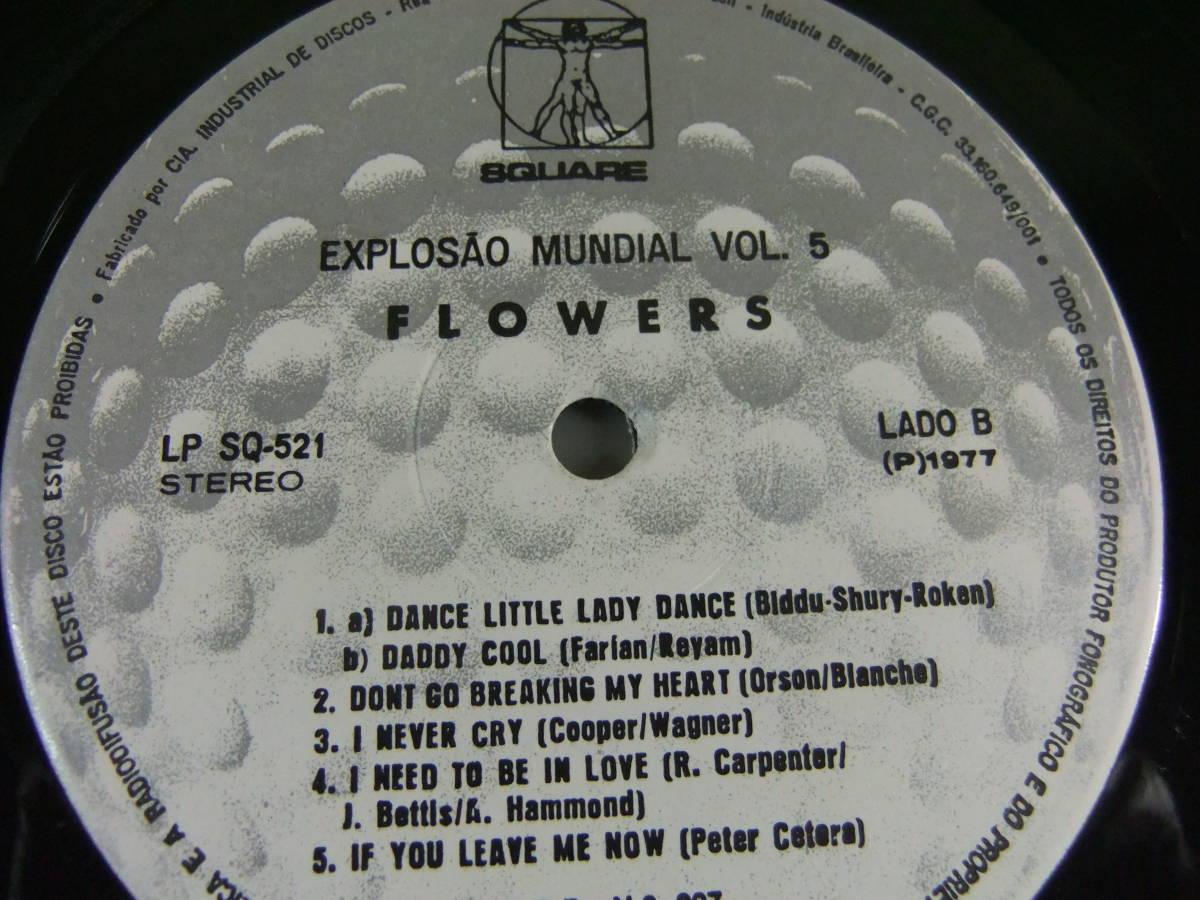 SQUARE
EXPLOSÃO MUNDIAL VOL. 5
FLOWERS
LP SQ-521
STEREO
LADO B
(P)1977
1. a) DANCE LITTLE LADY DANCE (Biddu-Shury-Roken)
b) DADDY COOL (Farian/Reyam)
2. DONT GO BREAKING MY HEART (Orson/Blanche)
3. I NEVER CRY (Cooper/Wagner)
4. I NEED TO BE IN LOVE (R. Carpenter/
J. Bettis/A. Hammond)
5. IF YOU LEAVE ME NOW (Peter Cetera)
E A RADIODIFUSÃO DESTE DISCO ESTÃO PROIBIDAS • Fabricado por CIA. INDUSTRIAL DE DISCOS -
- Indústria Brasileira - C.G.C. 33.160.649/001 • TODOS OS DIREITOS DO PRODUTOR FONOGRÁFICO E DO